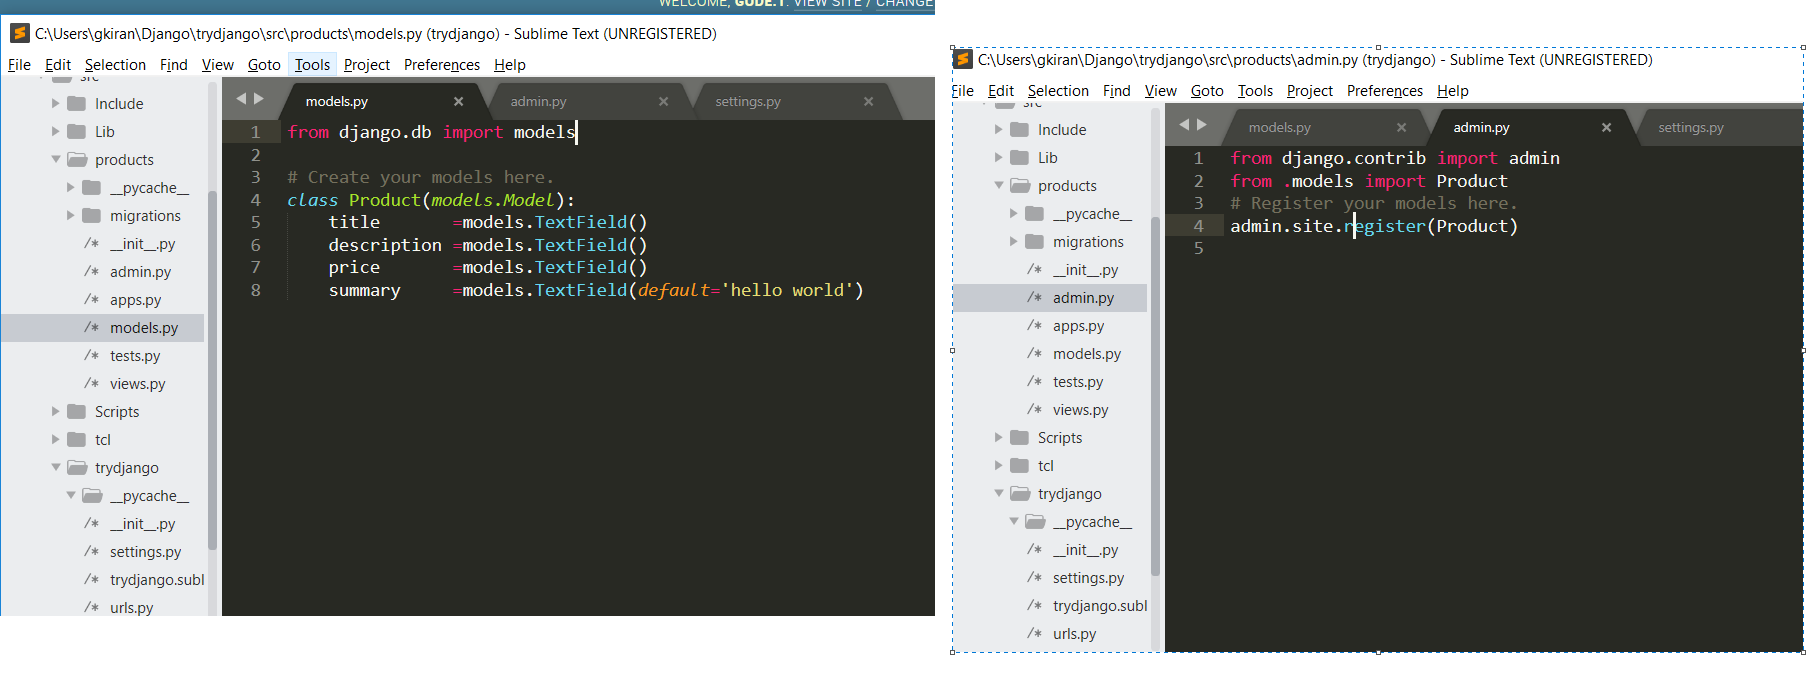 WELCOME, GUDE.T. VIEW SITE / CHANGE
C:\Users\gkiran\Django\trydjango\src\products\models.py (trydjango) - Sublime Text (UNREGISTERED)
File Edit Selection Find View Goto Tools Project Preferences Help
src
Include
Lib
products
__pycache__
migrations
/* __init__.py
/* admin.py
/* apps.py
/* models.py
/* tests.py
/* views.py
Scripts
tcl
trydjango
__pycache__
/* __init__.py
/* settings.py
/* trydjango.subl
/* urls.py
models.py × admin.py × settings.py ×
1 from django.db import models
2
3 # Create your models here.
4 class Product(models.Model):
5 title =models.TextField()
6 description =models.TextField()
7 price =models.TextField()
8 summary =models.TextField(default='hello world')
C:\Users\gkiran\Django\trydjango\src\products\admin.py (trydjango) - Sublime Text (UNREGISTERED)
File Edit Selection Find View Goto Tools Project Preferences Help
src
Include
Lib
products
__pycache__
migrations
/* __init__.py
/* admin.py
/* apps.py
/* models.py
/* tests.py
/* views.py
Scripts
tcl
trydjango
__pycache__
/* __init__.py
/* settings.py
/* trydjango.subl
/* urls.py
models.py × admin.py × settings.py
1 from django.contrib import admin
2 from .models import Product
3 # Register your models here.
4 admin.site.register(Product)
5